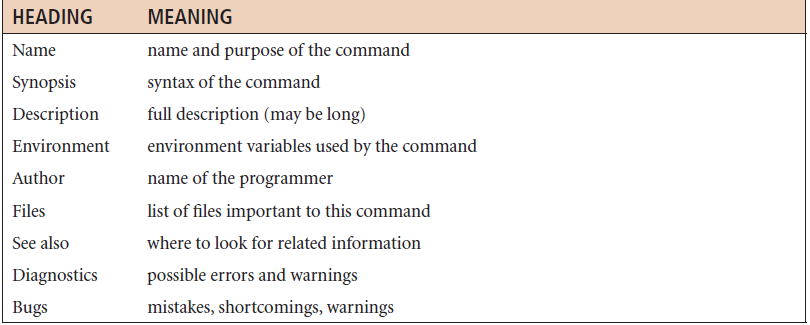 HEADING MEANING
Name name and purpose of the command
Synopsis syntax of the command
Description full description (may be long)
Environment environment variables used by the command
Author name of the programmer
Files list of files important to this command
See also where to look for related information
Diagnostics possible errors and warnings
Bugs mistakes, shortcomings, warnings